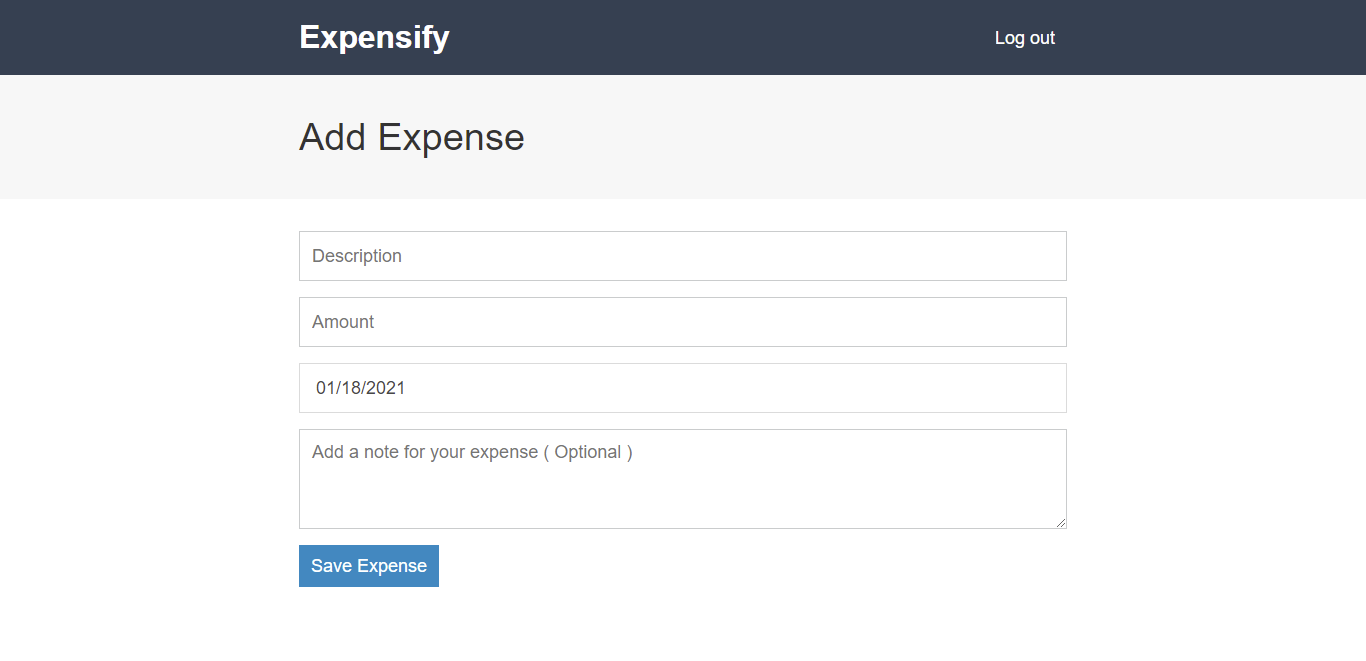 Expensify
Log out
Add Expense
Description
Amount
01/18/2021
Add a note for your expense ( Optional )
Save Expense